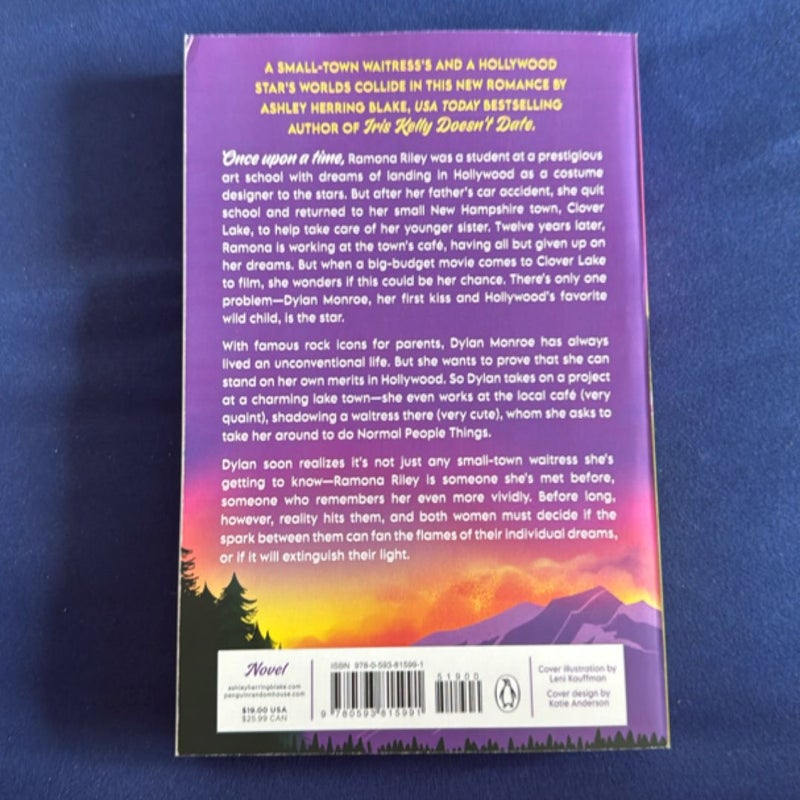 A SMALL-TOWN WAITRESS'S AND A HOLLYWOOD
STAR'S WORLDS COLLIDE IN THIS NEW ROMANCE BY
ASHLEY HERRING BLAKE, USA TODAY BESTSELLING
AUTHOR OF Iris Kelly Doesn't Date.
Once upon a time, Ramona Riley was a student at a prestigious
art school with dreams of landing in Hollywood as a costume
designer to the stars. But after her father's car accident, she quit
school and returned to her small New Hampshire town, Clover
Lake, to help take care of her younger sister. Twelve years later,
Ramona is working at the town's café, having all but given up on
her dreams. But when a big-budget movie comes to Clover Lake
to film, she wonders if this could be her chance. There's only one
problem—Dylan Monroe, her first kiss and Hollywood's favorite
wild child, is the star.
With famous rock icons for parents, Dylan Monroe has always
lived an unconventional life. But she wants to prove that she can
stand on her own merits in Hollywood. So Dylan takes on a project
at a charming lake town—she even works at the local café (very
quaint), shadowing a waitress there (very cute), whom she asks to
take her around to do Normal People Things.
Dylan soon realizes it's not just any small-town waitress she's
getting to know—Ramona Riley is someone she's met before,
someone who remembers her even more vividly. Before long,
however, reality hits them, and both women must decide if the
spark between them can fan the flames of their individual dreams,
or if it will extinguish their light.
Novel
ashleyherringblake.com
penguinrandomhouse.com
$19.00 USA
$25.99 CAN
ISBN 978-0-593-81599-1
51900
9 780593 815991
Cover illustration by
Leni Kauffman
Cover design by
Katie Anderson